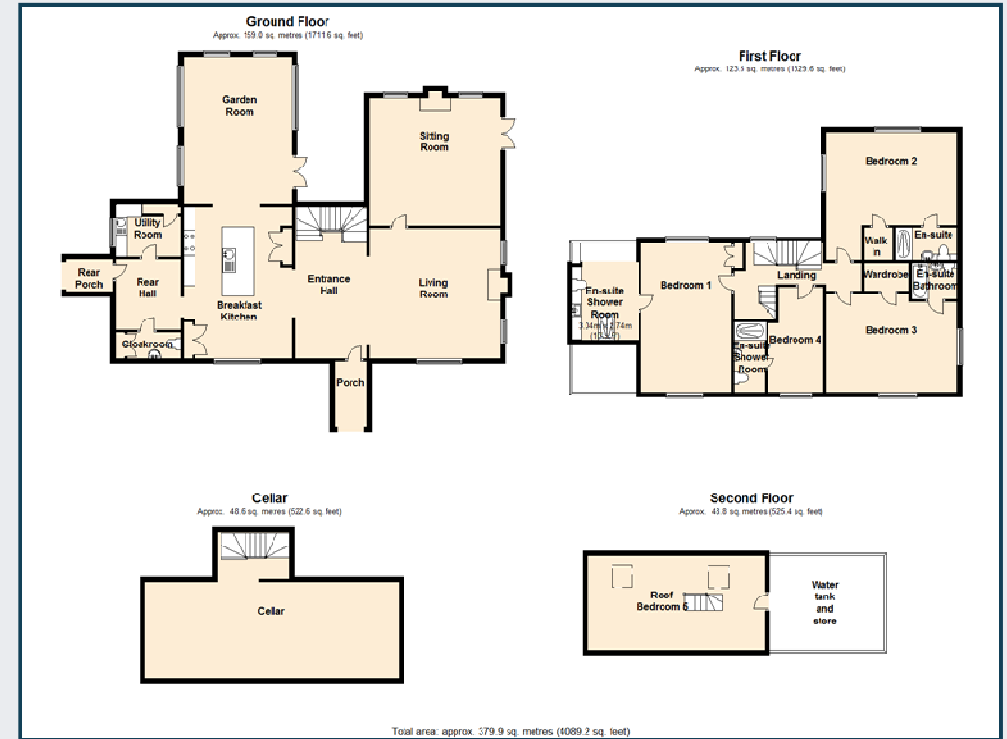 Ground Floor
First Floor
Garden
Room
Sitting
Room
Bedroom 2
Utility
Room
Walk
in
En-suite
Rear
Porch
Rear
Hall
Entrance
Hall
Living
Room
Breakfast
Kitchen
Cloakroom
Porch
Landing
Wardrobe
En-suite
Bathroom
En-suite
Shower
Room
Bedroom 1
Bedroom 3
Bedroom 4
En-suite
Shower
Room
Cellar
Approx. 48.6 sq. metres (522.6 sq. feet)
Second Floor
Cellar
Roof
Bedroom 5
Water
tank
and
store
Total area: approx. 379.9 sq. metres (4089.2 sq. feet)